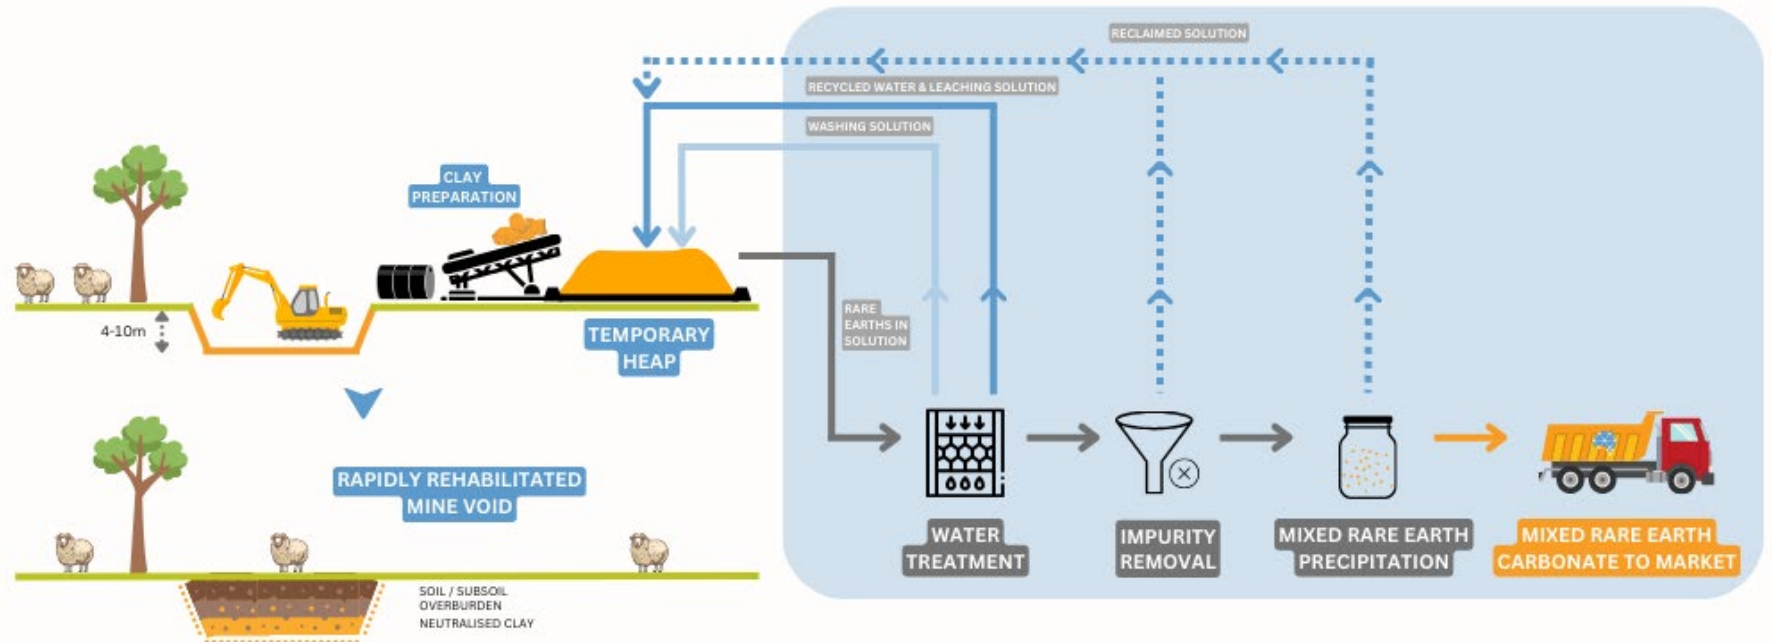 RECLAIMED SOLUTION
RECYCLED WATER & LEACHING SOLUTION
WASHING SOLUTION
CLAY
PREPARATION
4-10m
TEMPORARY
HEAP
RARE
EARTHS IN
SOLUTION
RAPIDLY REHABILITATED
MINE VOID
WATER
TREATMENT
IMPURITY
REMOVAL
MIXED RARE EARTH
PRECIPITATION
MIXED RARE EARTH
CARBONATE TO MARKET
SOIL / SUBSOIL
OVERBURDEN
NEUTRALISED CLAY